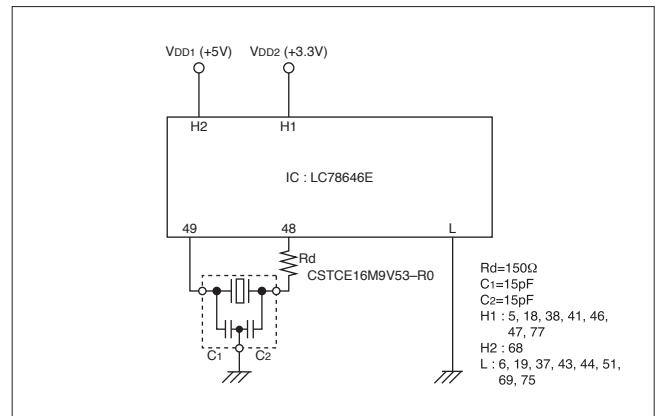 VDD1 (+5V)
VDD2 (+3.3V)
H2
H1
IC : LC78646E
49
48
L
Rd
CSTCE16M9V53–R0
C1
C2
Rd=150Ω
C1=15pF
C2=15pF
H1 : 5, 18, 38, 41, 46,
47, 77
H2 : 68
L : 6, 19, 37, 43, 44, 51,
69, 75